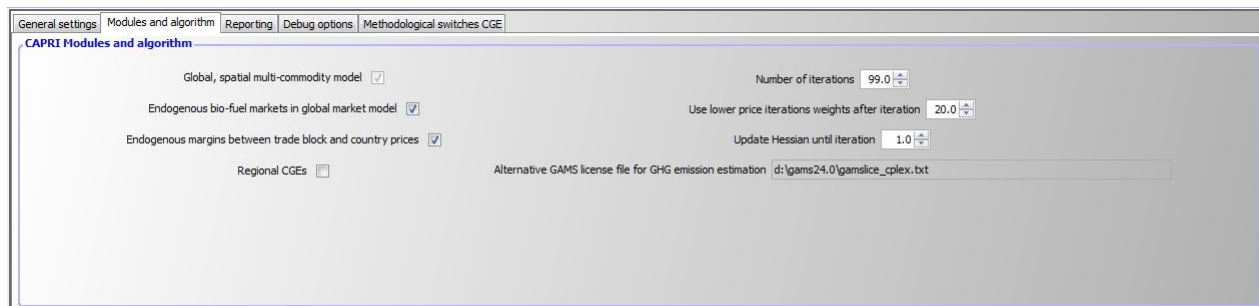 General settings Modules and algorithm Reporting Debug options Methodological switches CGE
CAPRI Modules and algorithm
Global, spatial multi-commodity model
Number of iterations 99.0
Endogenous bio-fuel markets in global market model
Use lower price iterations weights after iteration 20.0
Endogenous margins between trade block and country prices
Update Hessian until iteration 1.0
Regional CGEs
Alternative GAMS license file for GHG emission estimation d:\gams24.0\gamslice_cplex.txt